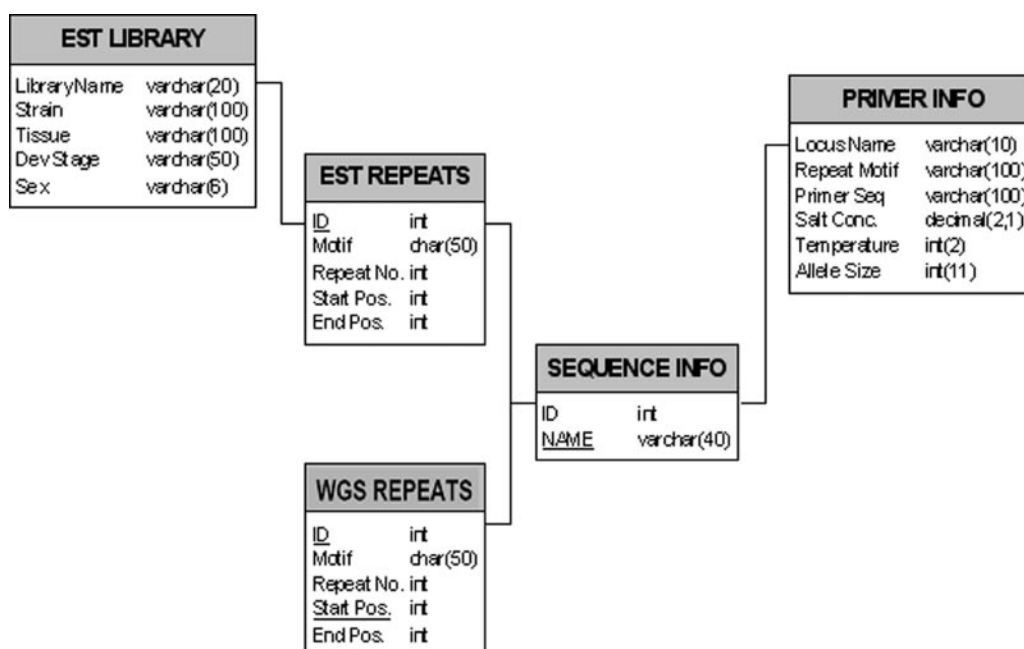 EST LIBRARY
LibraryName varchar(20)
Strain varchar(100)
Tissue varchar(100)
DevStage varchar(50)
Sex varchar(6)
EST REPEATS
ID int
Motif char(50)
Repeat No. int
Start Pos. int
End Pos. int
WGS REPEATS
ID int
Motif char(50)
Repeat No. int
Start Pos. int
End Pos. int
SEQUENCE INFO
ID int
NAME varchar(40)
PRIMER INFO
Locus Name varchar(10)
Repeat Motif varchar(100)
Primer Seq varchar(100)
Salt Conc. decimal(2,1)
Temperature int(2)
Allele Size int(11)